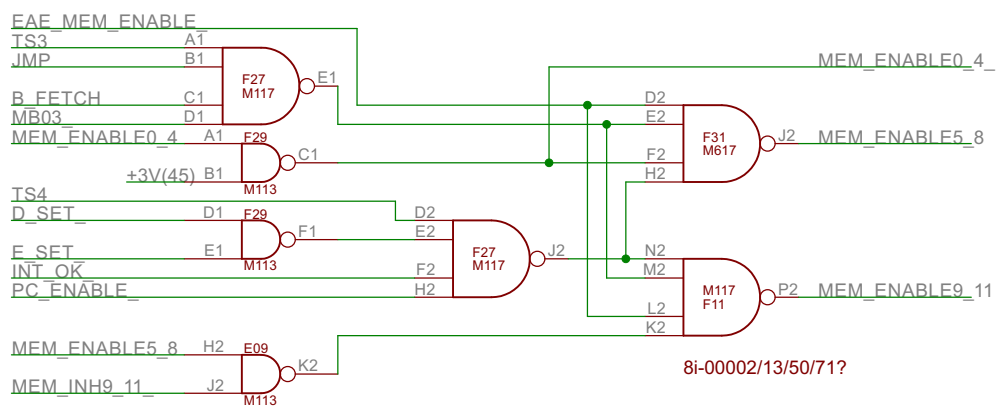 EAE_MEM_ENABLE_
TS3 A1
JMP B1
F27
M117
E1
MEM_ENABLE0_4_
B_FETCH C1
MB03_ D1
D2
E2
F31
M617
J2 MEM_ENABLE5_8
MEM_ENABLE0_4 A1
F29
C1
F2
+3V(45) B1
M113
H2
TS4
D_SET_ D1
F29
F1
D2
E2
F27
M117
J2
E_SET_ E1
M113
INT_OK_ F2
PC_ENABLE_ H2
N2
M2
M117
F11
P2 MEM_ENABLE9_11
L2
K2
MEM_ENABLE5_8 H2
E09
K2
MEM_INH9_11_ J2
M113
8i-00002/13/50/71?